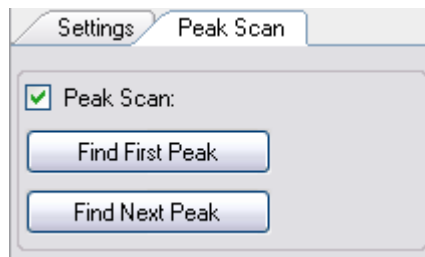 Settings Peak Scan
Peak Scan:
Find First Peak
Find Next Peak